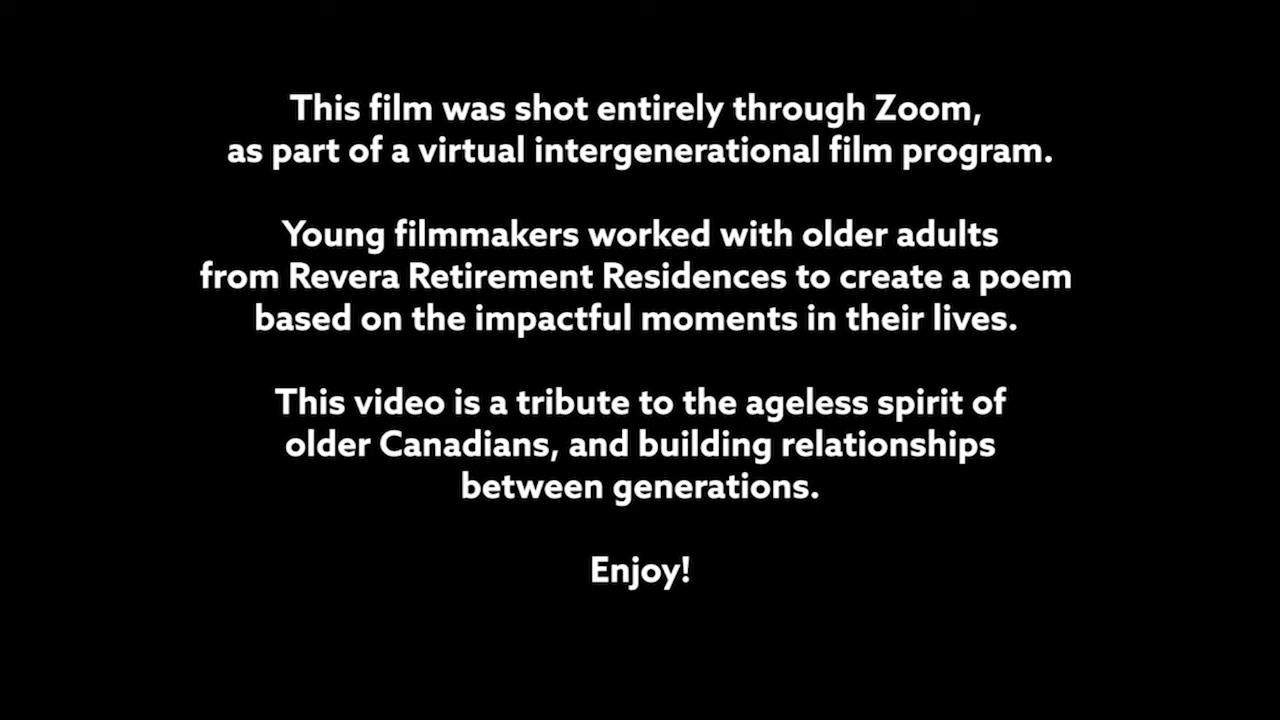 This film was shot entirely through Zoom,
as part of a virtual intergenerational film program.
Young filmmakers worked with older adults
from Revera Retirement Residences to create a poem
based on the impactful moments in their lives.
This video is a tribute to the ageless spirit of
older Canadians, and building relationships
between generations.
Enjoy!